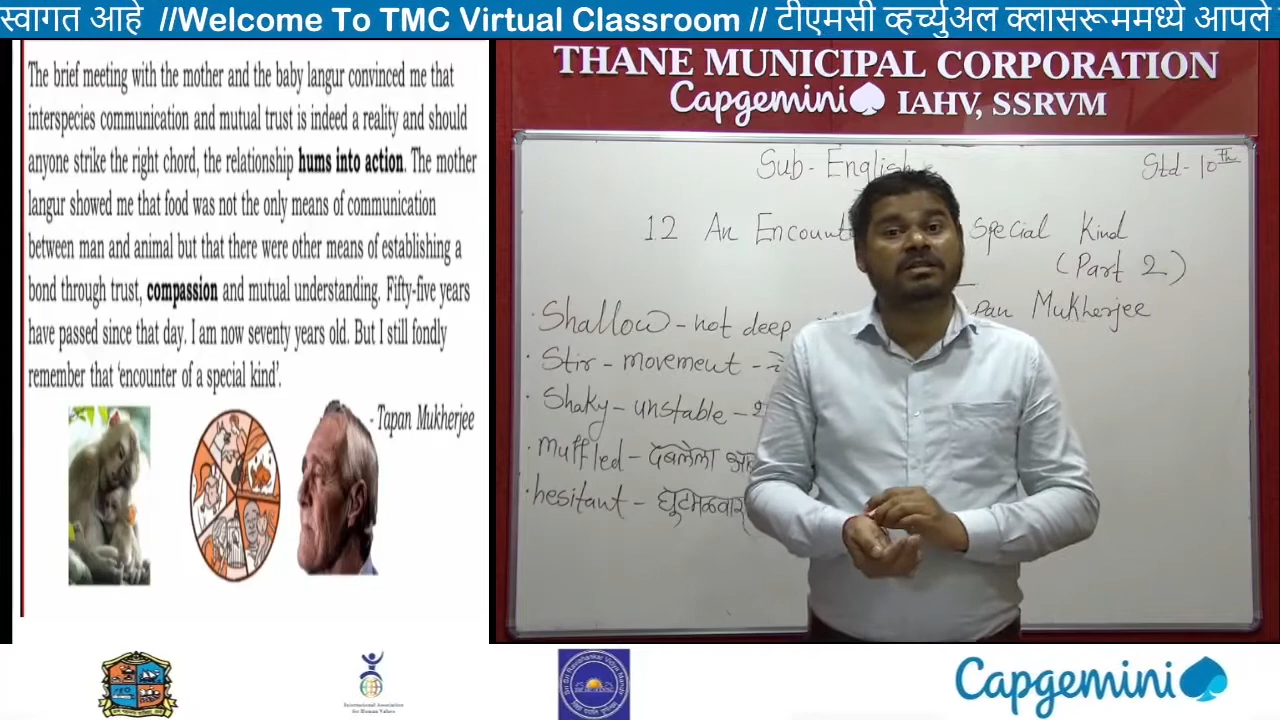 स्वागत आहे //Welcome To TMC Virtual Classroom // टीएमसी व्हर्च्युअल क्लासरूममध्ये आपले
The brief meeting with the mother and the baby langur convinced me that
interspecies communication and mutual trust is indeed a reality and should
anyone strike the right chord, the relationship hums into action. The mother
langur showed me that food was not the only means of communication
between man and animal but that there were other means of establishing a
bond through trust, compassion and mutual understanding. Fifty-five years
have passed since that day. I am now seventy years old. But I still fondly
remember that ‘encounter of a special kind’.
- Tapan Mukherjee
THANE MUNICIPAL CORPORATION
Capgemini IAHV, SSRVM
Sub - English
Std - 10th
12 An Encount special Kind
(Part 2)
Mukherjee
Shallow - not deep
Stir - movement -
Shaky - unstable -
muffled - दबलेला
hesitant - घुटमळवार
International Association
for Human Values
Capgemini